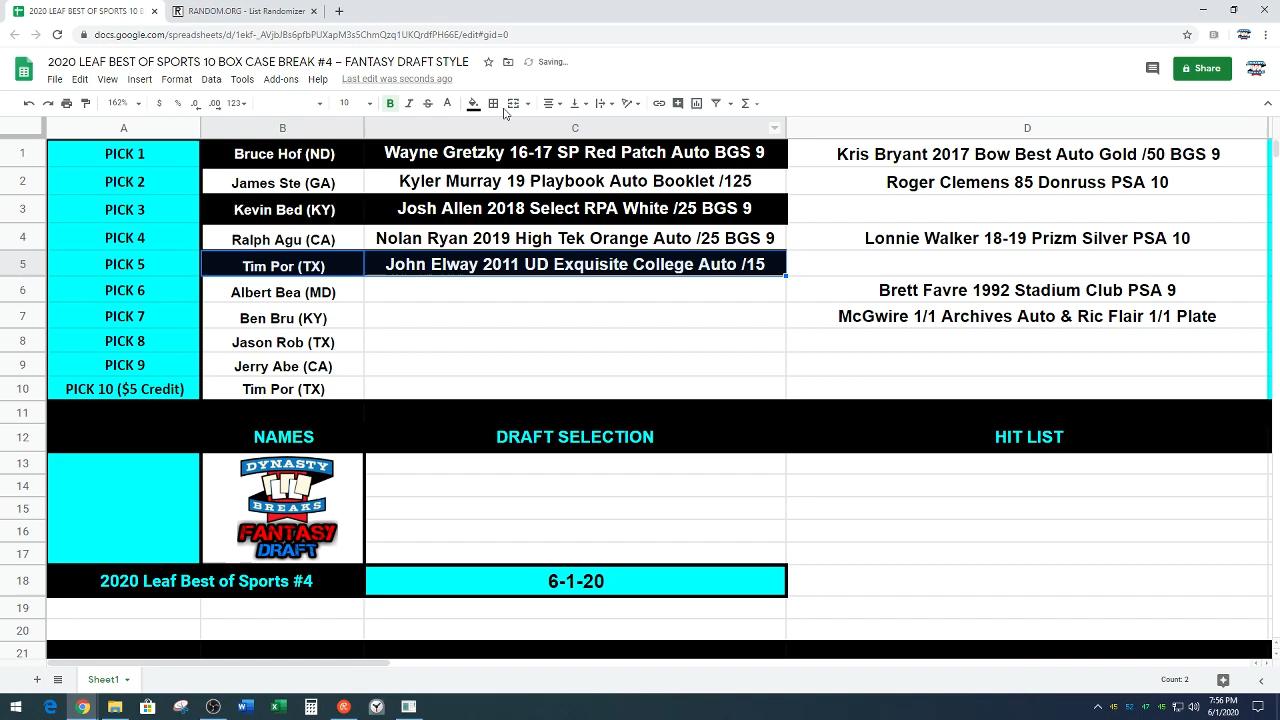 2020 LEAF BEST OF SPORTS 10 B
RANDOM.ORG - List Randomizer
docs.google.com/spreadsheets/d/1ekf-_AVjbJBs6pfbPUXapM3s5ChmQzq1UKQrdfPH66E/edit#gid=0
2020 LEAF BEST OF SPORTS 10 BOX CASE BREAK #4 – FANTASY DRAFT STYLE
Saving...
File Edit View Insert Format Data Tools Add-ons Help Last edit was seconds ago
Share
162% $ % .0 .00 123 10 B I S A
A B C D
1 PICK 1 Bruce Hof (ND) Wayne Gretzky 16-17 SP Red Patch Auto BGS 9 Kris Bryant 2017 Bow Best Auto Gold /50 BGS 9
2 PICK 2 James Ste (GA) Kyler Murray 19 Playbook Auto Booklet /125 Roger Clemens 85 Donruss PSA 10
3 PICK 3 Kevin Bed (KY) Josh Allen 2018 Select RPA White /25 BGS 9
4 PICK 4 Ralph Agu (CA) Nolan Ryan 2019 High Tek Orange Auto /25 BGS 9 Lonnie Walker 18-19 Prizm Silver PSA 10
5 PICK 5 Tim Por (TX) John Elway 2011 UD Exquisite College Auto /15
6 PICK 6 Albert Bea (MD) Brett Favre 1992 Stadium Club PSA 9
7 PICK 7 Ben Bru (KY) McGwire 1/1 Archives Auto & Ric Flair 1/1 Plate
8 PICK 8 Jason Rob (TX)
9 PICK 9 Jerry Abe (CA)
10 PICK 10 ($5 Credit) Tim Por (TX)
11
12 NAMES DRAFT SELECTION HIT LIST
13
14
15
16
17
DYNASTY
BREAKS
FANTASY
DRAFT
18 2020 Leaf Best of Sports #4 6-1-20
19
20
21
Sheet1
Count: 2
45 52 47 45
7:56 PM
6/1/2020